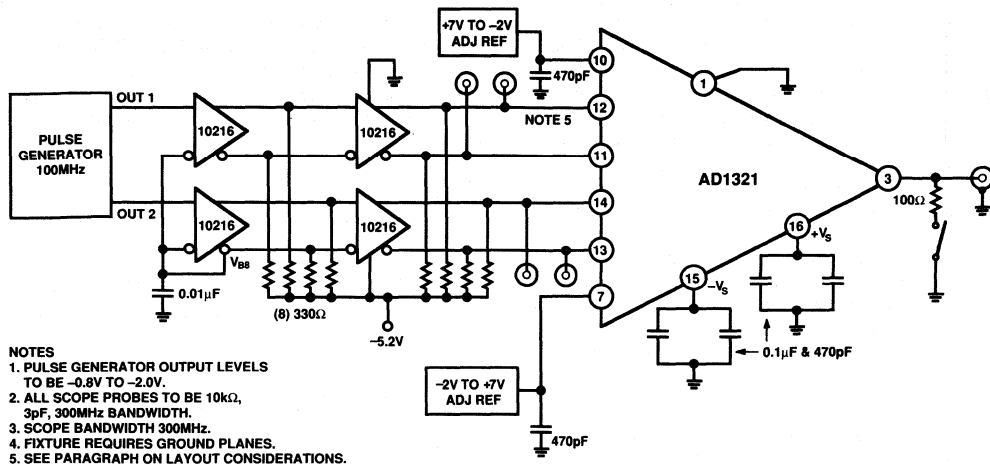 +7V TO –2V
ADJ REF
470pF
10
1
OUT 1
10216
10216
NOTE 5
12
PULSE
GENERATOR
100MHz
11
AD1321
3
100Ω
OUT 2
10216
10216
14
VBB
13
16
+VS
0.01μF
(8) 330Ω
7
15
–VS
–5.2V
0.1μF & 470pF
–2V TO +7V
ADJ REF
470pF
NOTES
1. PULSE GENERATOR OUTPUT LEVELS
TO BE –0.8V TO –2.0V.
2. ALL SCOPE PROBES TO BE 10kΩ,
3pF, 300MHz BANDWIDTH.
3. SCOPE BANDWIDTH 300MHz.
4. FIXTURE REQUIRES GROUND PLANES.
5. SEE PARAGRAPH ON LAYOUT CONSIDERATIONS.